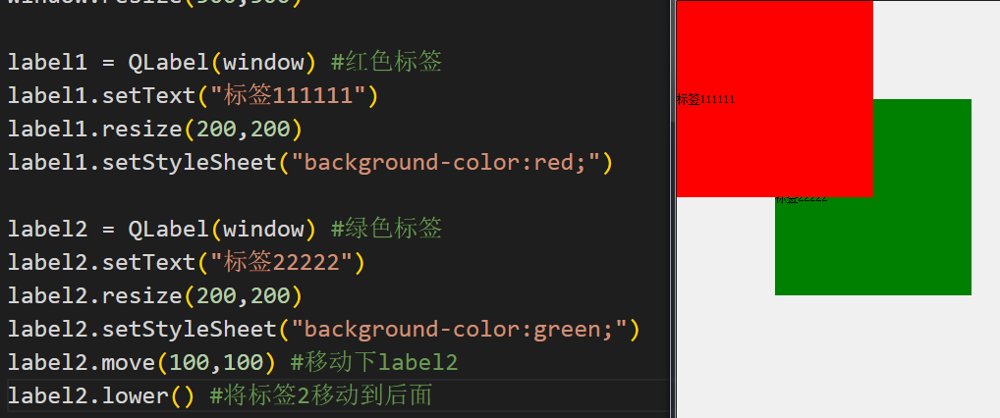 label1 = QLabel(window) #红色标签
label1.setText("标签111111")
label1.resize(200,200)
label1.setStyleSheet("background-color:red;")
label2 = QLabel(window) #绿色标签
label2.setText("标签22222")
label2.resize(200,200)
label2.setStyleSheet("background-color:green;")
label2.move(100,100) #移动下label2
label2.lower() #将标签2移动到后面
标签111111
标签22222